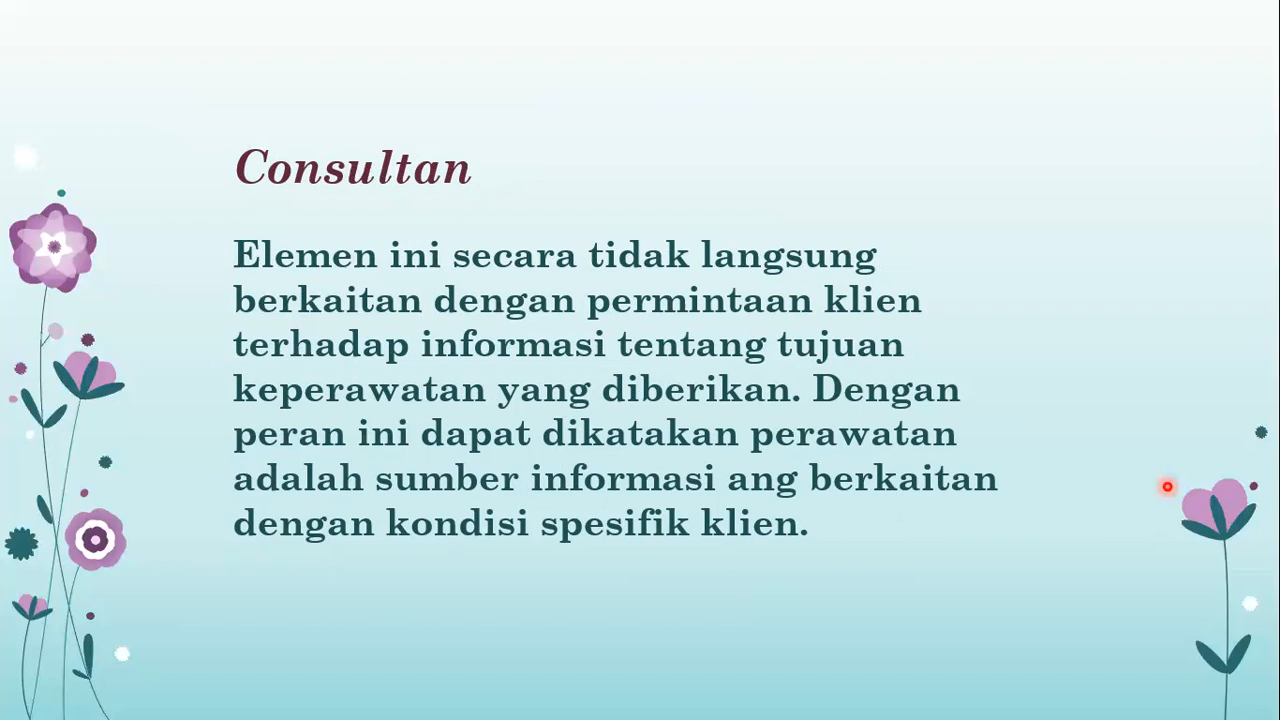 Consultan
Elemen ini secara tidak langsung
berkaitan dengan permintaan klien
terhadap informasi tentang tujuan
keperawatan yang diberikan. Dengan
peran ini dapat dikatakan perawatan
adalah sumber informasi ang berkaitan
dengan kondisi spesifik klien.